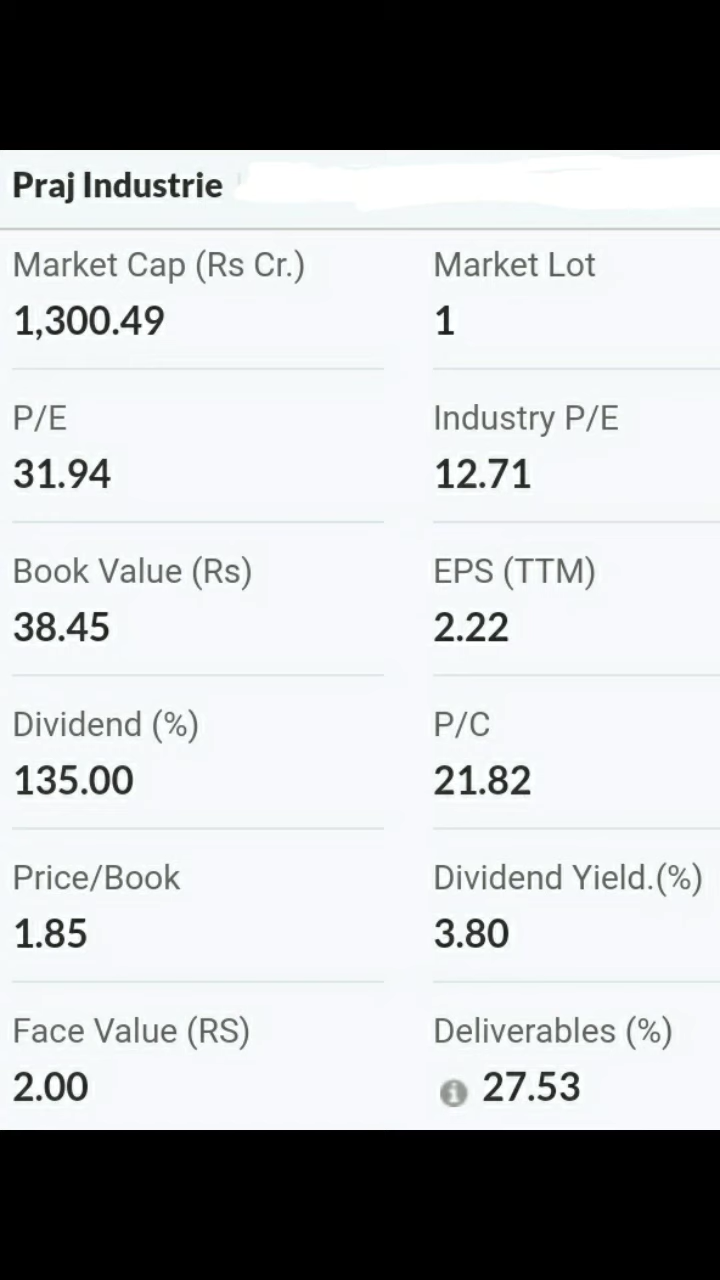 Praj Industrie
Market Cap (Rs Cr.) Market Lot
1,300.49 1
P/E Industry P/E
31.94 12.71
Book Value (Rs) EPS (TTM)
38.45 2.22
Dividend (%) P/C
135.00 21.82
Price/Book Dividend Yield.(%)
1.85 3.80
Face Value (RS) Deliverables (%)
2.00 27.53